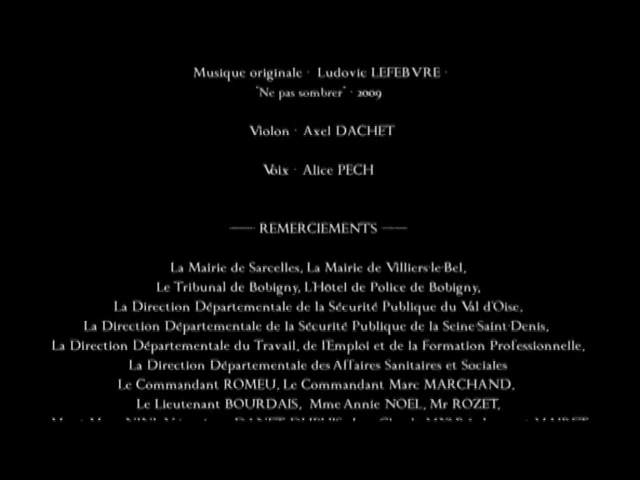 Musique originale · Ludovic LEFEBVRE ·
"Ne pas sombrer" · 2009
Violon · Axel DACHET
Voix · Alice PECH
—— REMERCIEMENTS ——
La Mairie de Sarcelles, La Mairie de Villiers-le-Bel,
Le Tribunal de Bobigny, L'Hôtel de Police de Bobigny,
La Direction Départementale de la Sécurité Publique du Val d'Oise,
La Direction Départementale de la Sécurité Publique de la Seine-Saint-Denis,
La Direction Départementale du Travail, de l'Emploi et de la Formation Professionnelle,
La Direction Départementale des Affaires Sanitaires et Sociales
Le Commandant ROMEU, Le Commandant Marc MARCHAND,
Le Lieutenant BOURDAIS, Mme Annie NOEL, Mr ROZET,